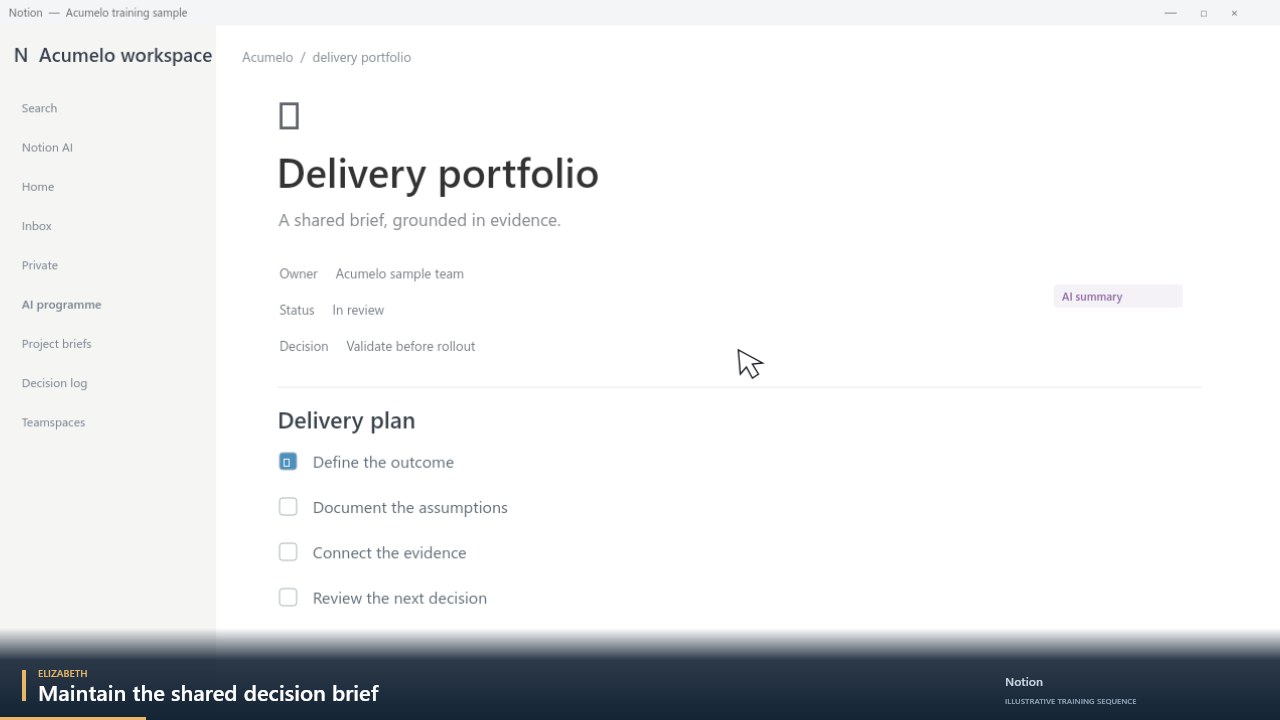 Notion — Acumelo training sample
N Acumelo workspace
Search
Notion AI
Home
Inbox
Private
AI programme
Project briefs
Decision log
Teamspaces
Acumelo / delivery portfolio
Delivery portfolio
A shared brief, grounded in evidence.
Owner Acumelo sample team
Status In review
Decision Validate before rollout
AI summary
Delivery plan
Define the outcome
Document the assumptions
Connect the evidence
Review the next decision
ELIZABETH
Maintain the shared decision brief
Notion
ILLUSTRATIVE TRAINING SEQUENCE